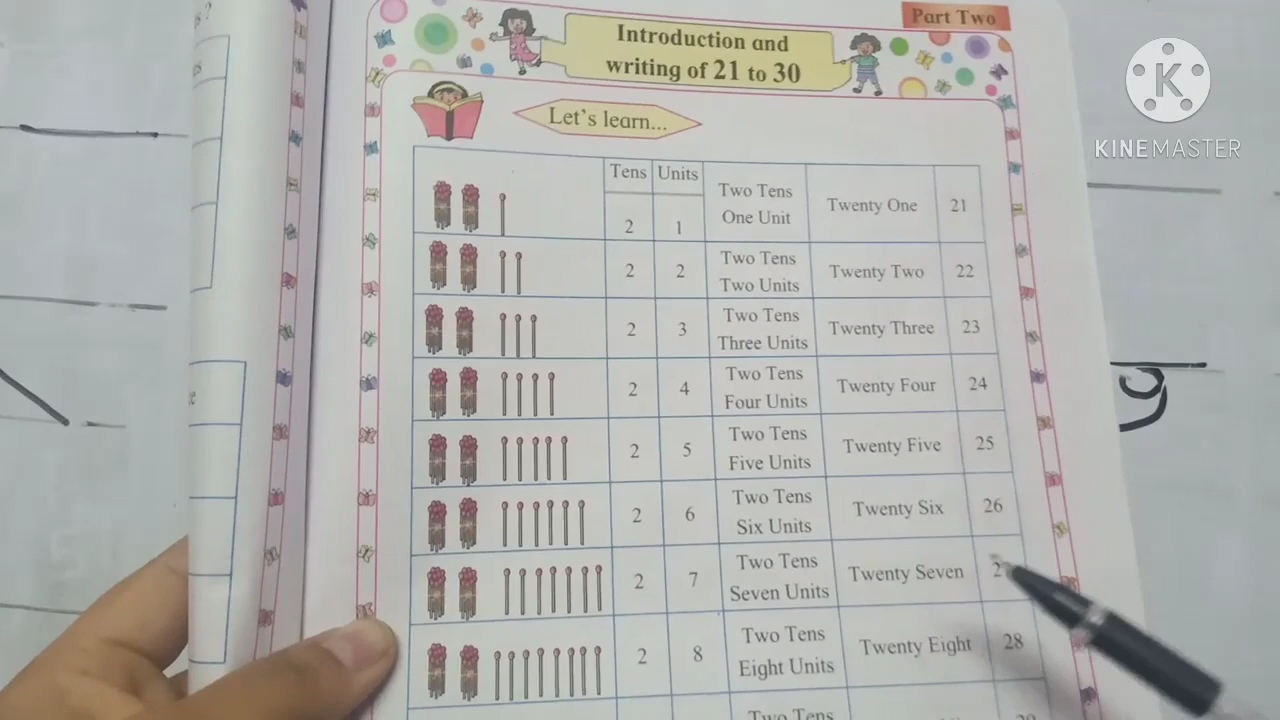 Part Two
Introduction and
writing of 21 to 30
K
KINEMASTER
Let's learn...
Tens Units
2 1 Two Tens One Unit Twenty One 21
2 2 Two Tens Two Units Twenty Two 22
2 3 Two Tens Three Units Twenty Three 23
2 4 Two Tens Four Units Twenty Four 24
2 5 Two Tens Five Units Twenty Five 25
2 6 Two Tens Six Units Twenty Six 26
2 7 Two Tens Seven Units Twenty Seven
2 8 Two Tens Eight Units Twenty Eight 28
Two Tens